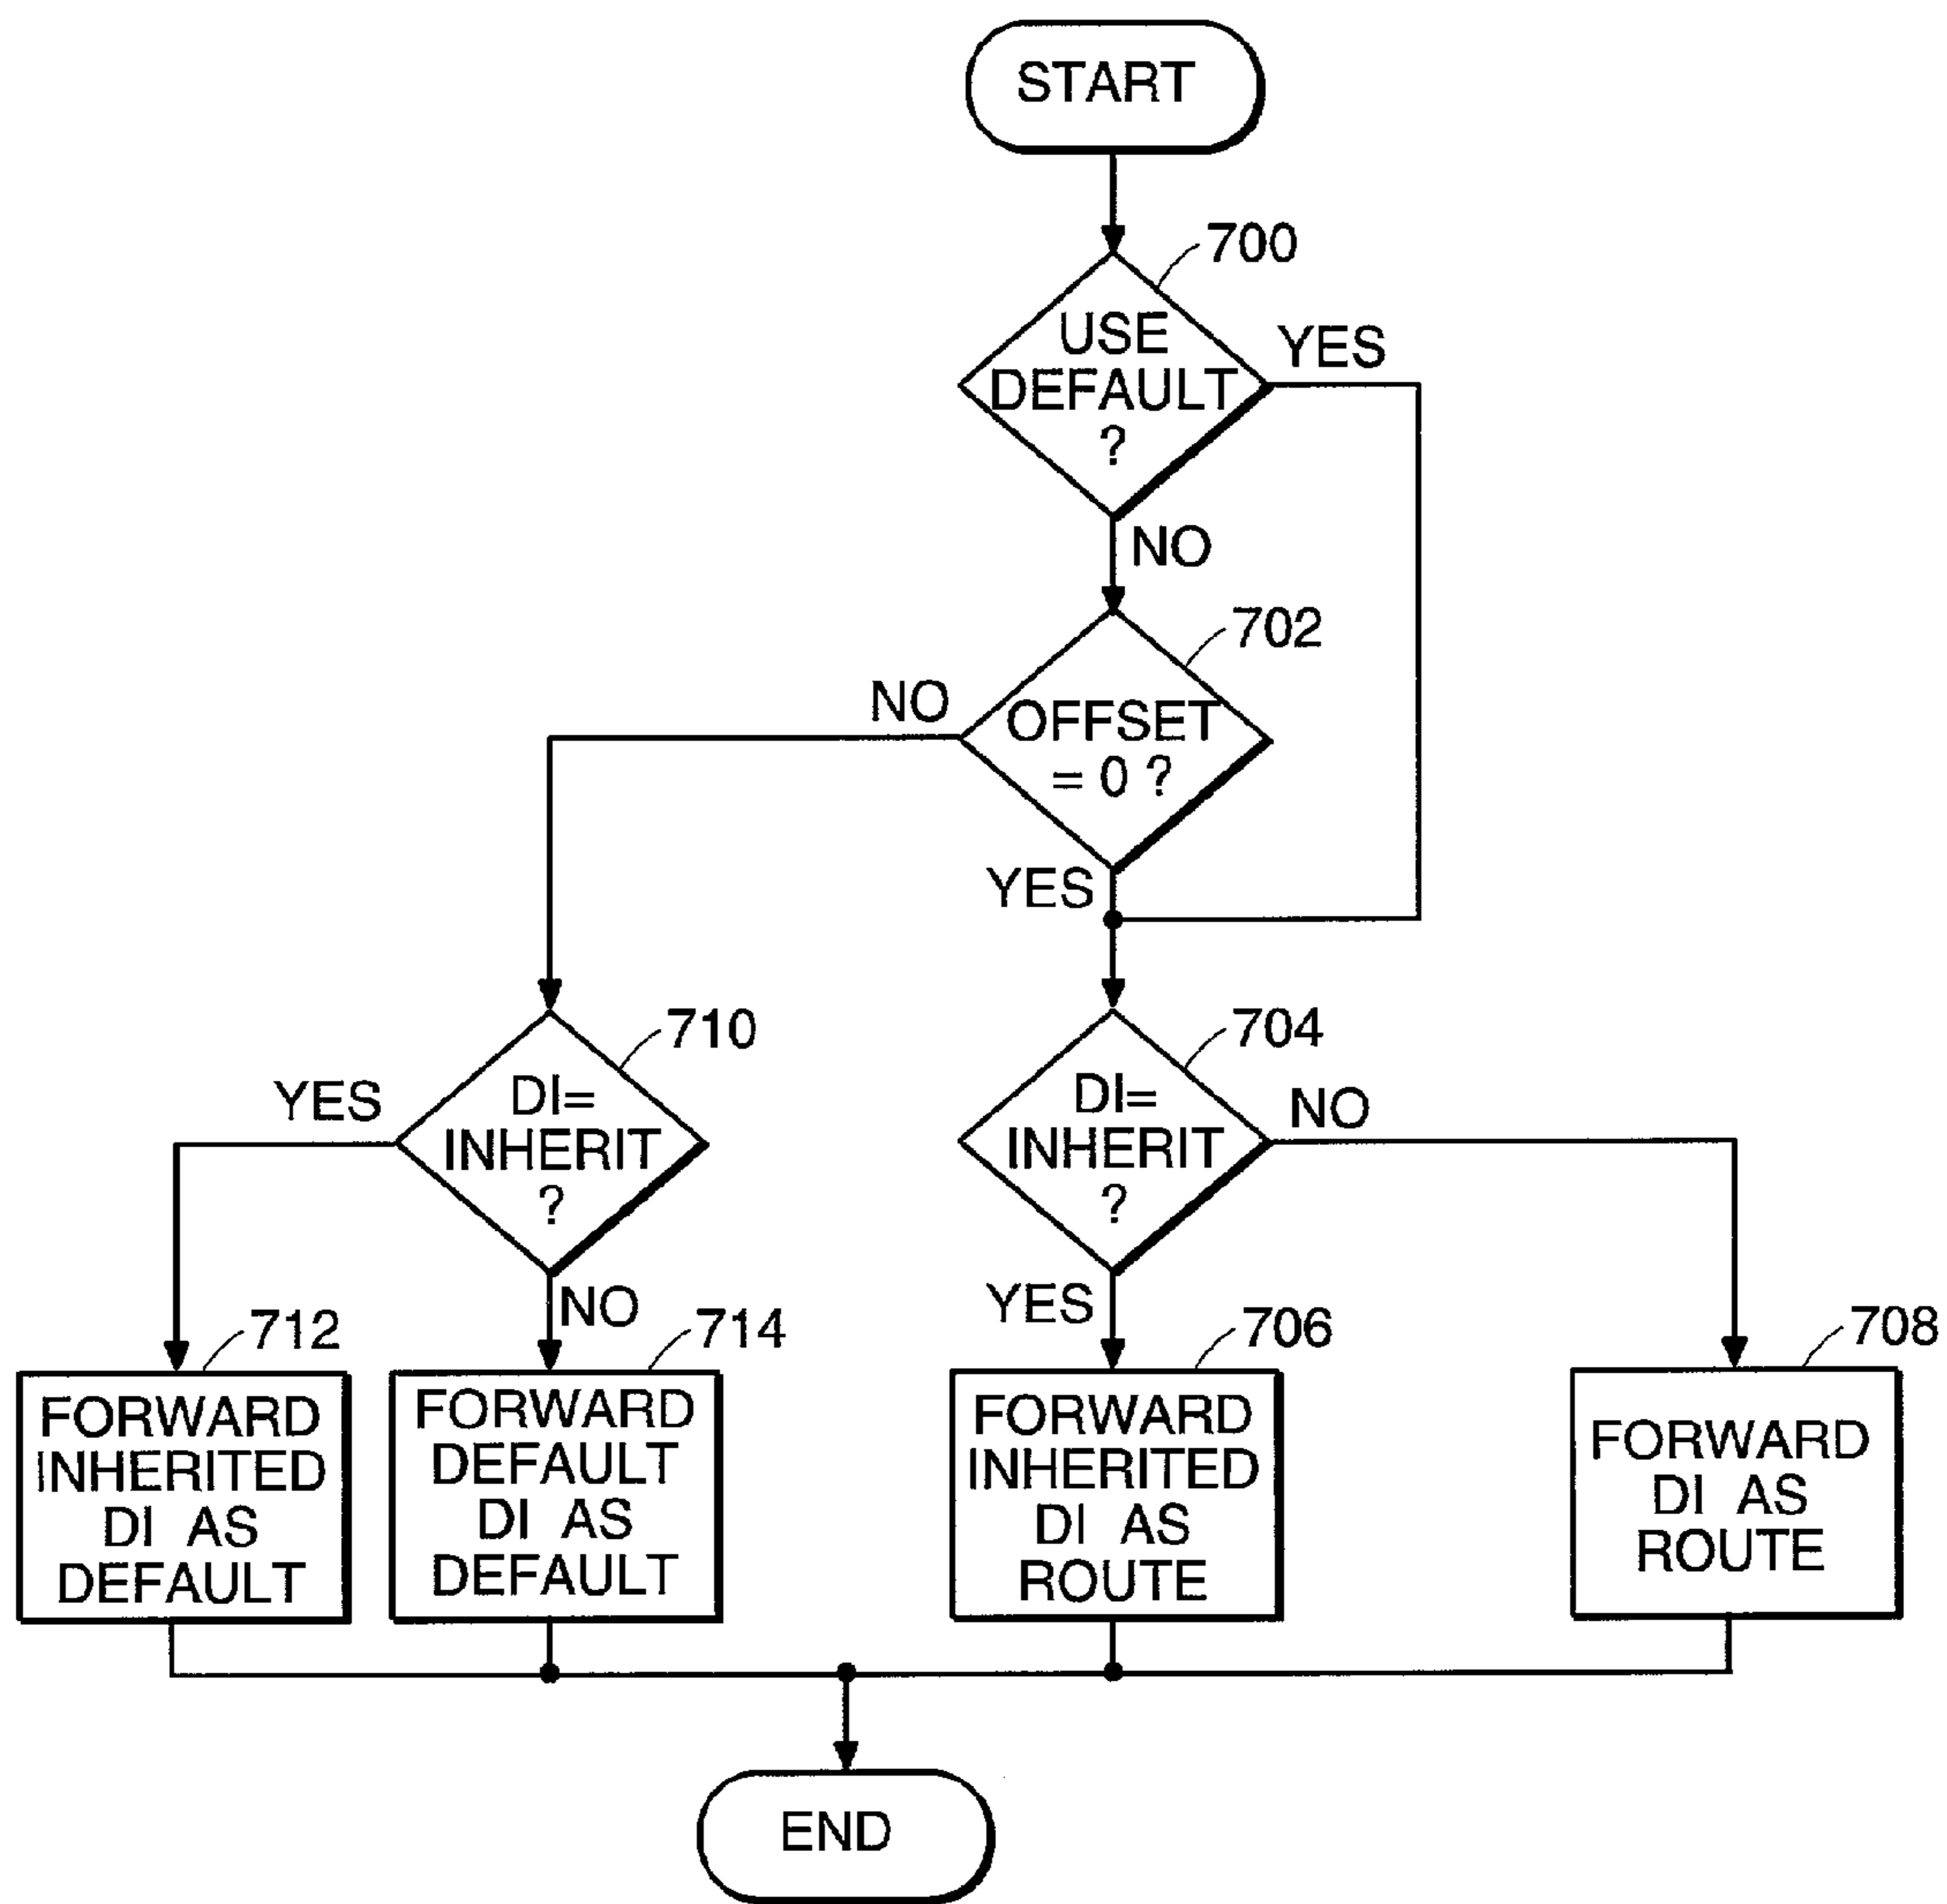 START
700
USE
DEFAULT
?
YES
NO
702
OFFSET
= 0 ?
NO
YES
710
DI=
INHERIT
?
YES
NO
704
DI=
INHERIT
?
NO
YES
712
FORWARD
INHERITED
DI AS
DEFAULT
714
FORWARD
DEFAULT
DI AS
DEFAULT
706
FORWARD
INHERITED
DI AS
ROUTE
708
FORWARD
DI AS
ROUTE
END